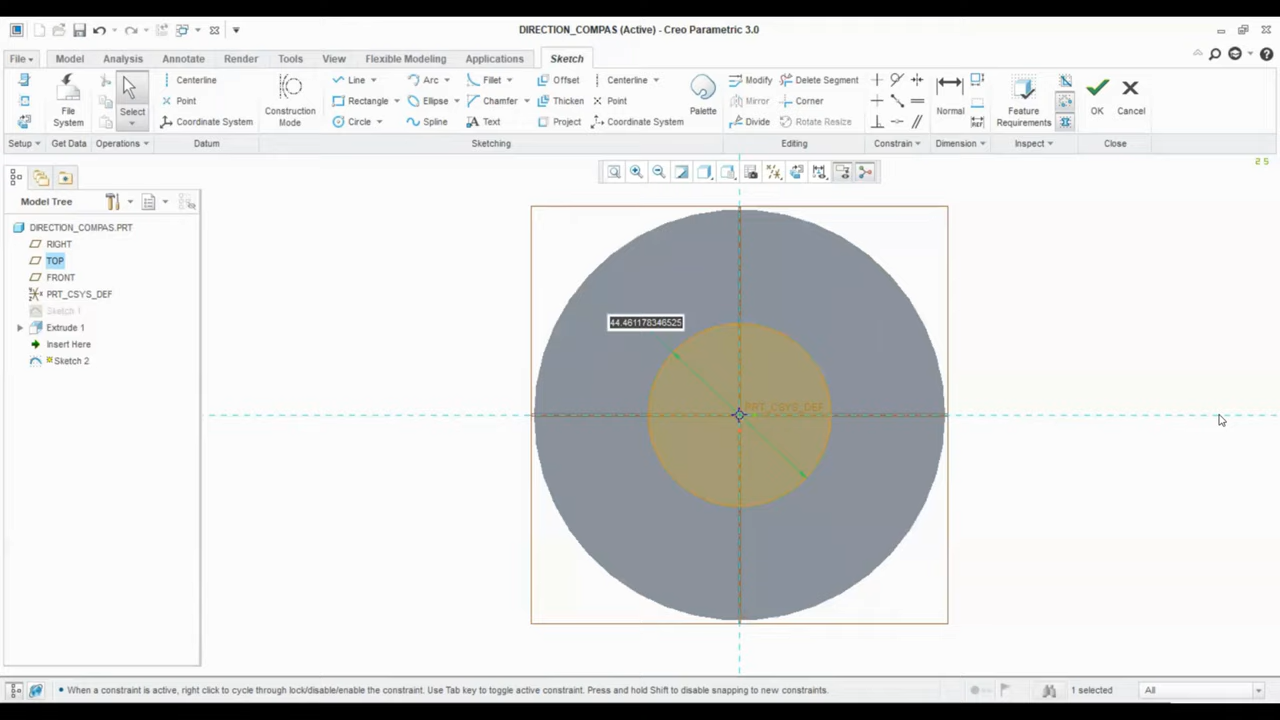 DIRECTION_COMPAS (Active) - Creo Parametric 3.0
File Model Analysis Annotate Render Tools View Flexible Modeling Applications Sketch
Centerline Line Arc Fillet Offset Centerline Modify Delete Segment
Point Rectangle Ellipse Chamfer Thicken Point Mirror Corner
Coordinate System Circle Spline Text Project Coordinate System Divide Rotate Resize
File System Select Construction Mode Palette Normal Feature Requirements OK Cancel
Setup Get Data Operations Datum Sketching Editing Constrain Dimension Inspect Close
2 5
Model Tree
DIRECTION_COMPAS.PRT
RIGHT
TOP
FRONT
PRT_CSYS_DEF
Sketch 1
Extrude 1
Insert Here
Sketch 2
44.461178346525
PRT_CSYS_DEF
When a constraint is active, right click to cycle through lock/disable/enable the constraint. Use Tab key to toggle active constraint. Press and hold Shift to disable snapping to new constraints.
1 selected
All